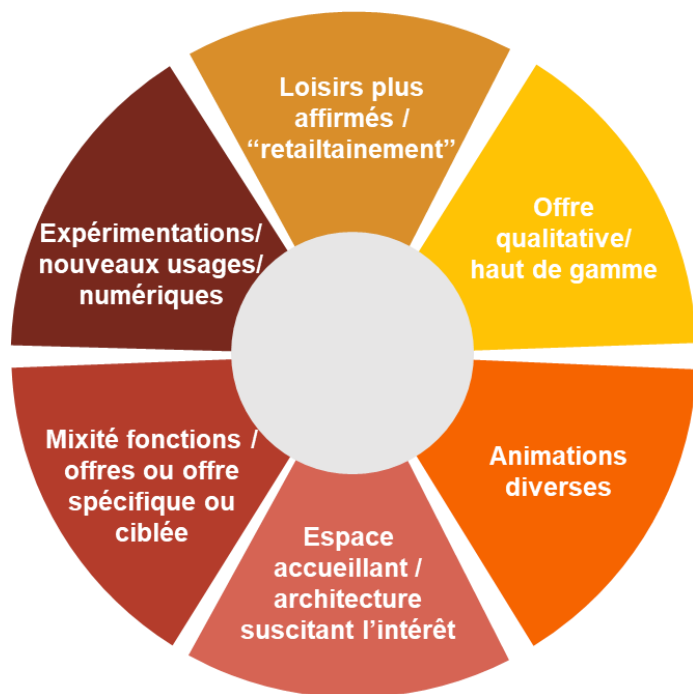 Loisirs plus
affirmés /
“retailtainement”
Offre
qualitative/
haut de gamme
Animations
diverses
Espace
accueillant /
architecture
suscitant l’intérêt
Mixité fonctions /
offres ou offre
spécifique ou
ciblée
Expérimentations/
nouveaux usages/
numériques